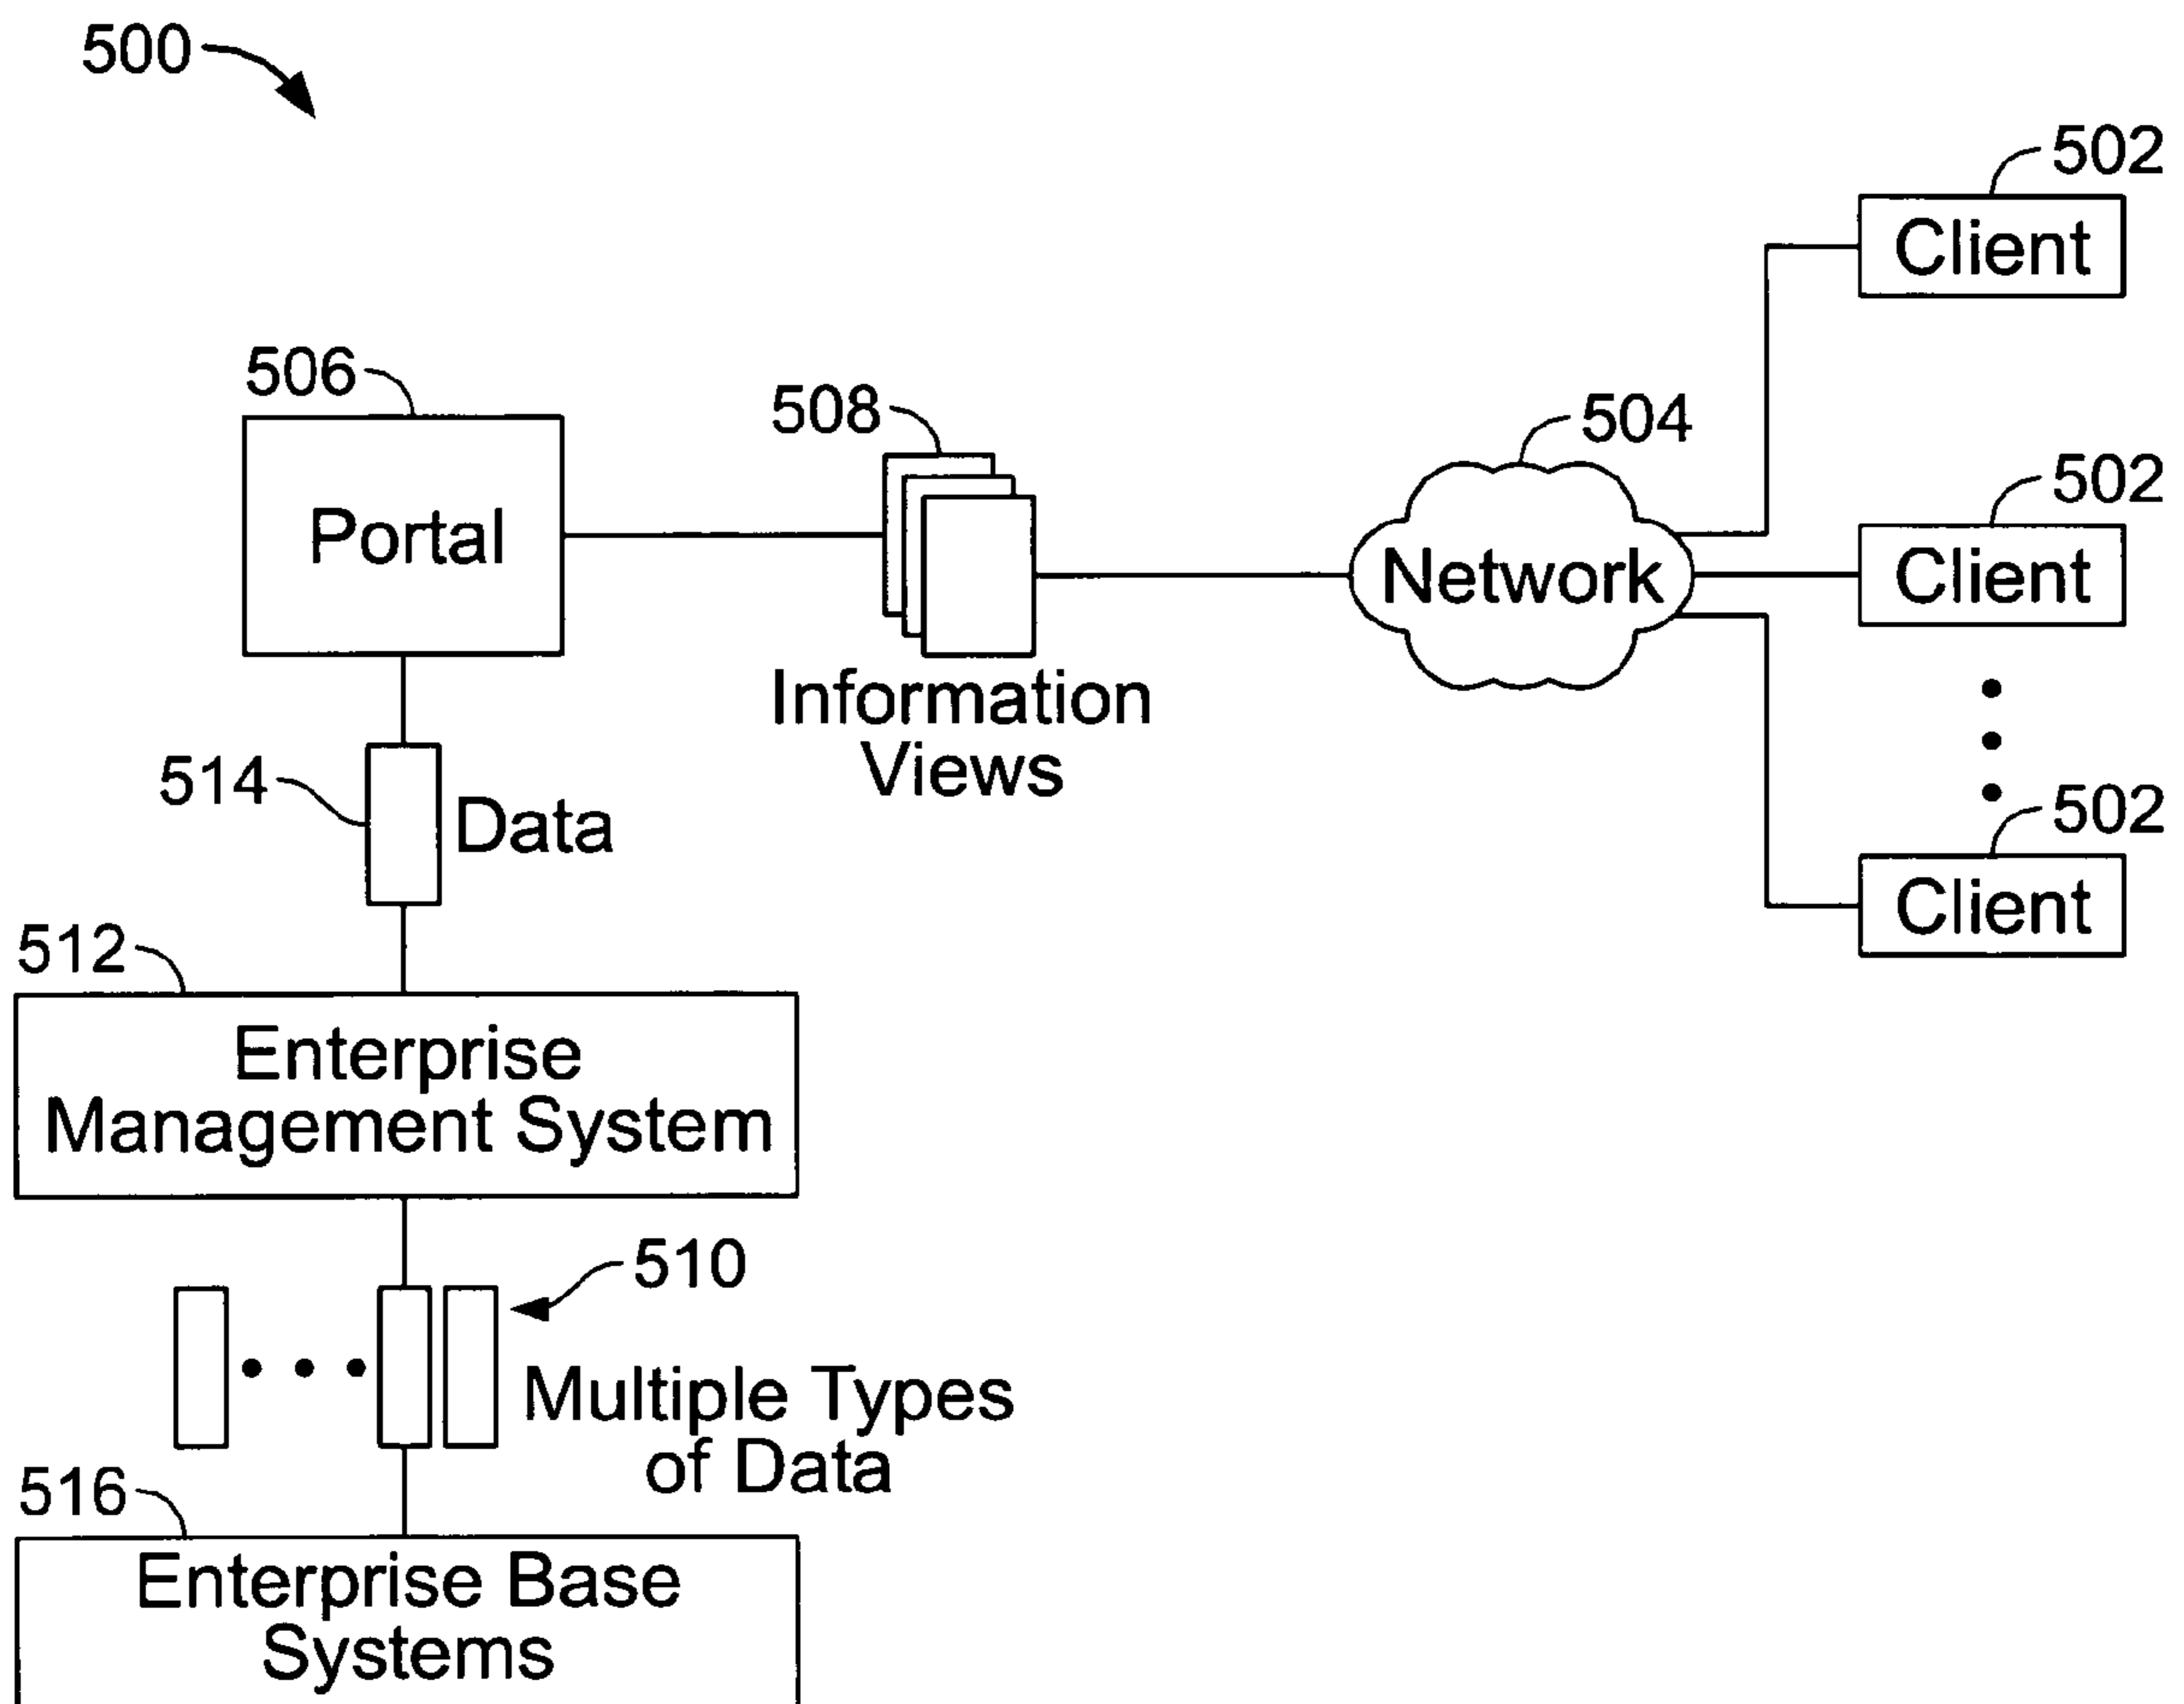 500
502
Client
506
508
504
502
Portal
Network
Client
Information
Views
514
Data
502
Client
512
Enterprise
Management System
510
Multiple Types
of Data
516
Enterprise Base
Systems